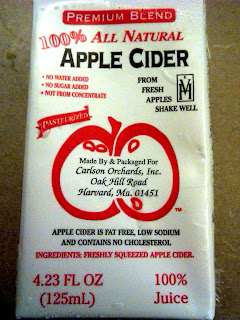 PREMIUM BLEND
100% ALL NATURAL
APPLE CIDER
• NO WATER ADDED
• NO SUGAR ADDED
• NOT FROM CONCENTRATE
FROM
FRESH
APPLES
SHAKE WELL
PASTEURIZED
Made By & Packaged For
Carlson Orchards, Inc.
Oak Hill Road
Harvard, Ma. 01451
TM
APPLE CIDER IS FAT FREE, LOW SODIUM
AND CONTAINS NO CHOLESTEROL
INGREDIENTS: FRESHLY SQUEEZED APPLE CIDER.
4.23 FL OZ
(125mL)
100%
Juice